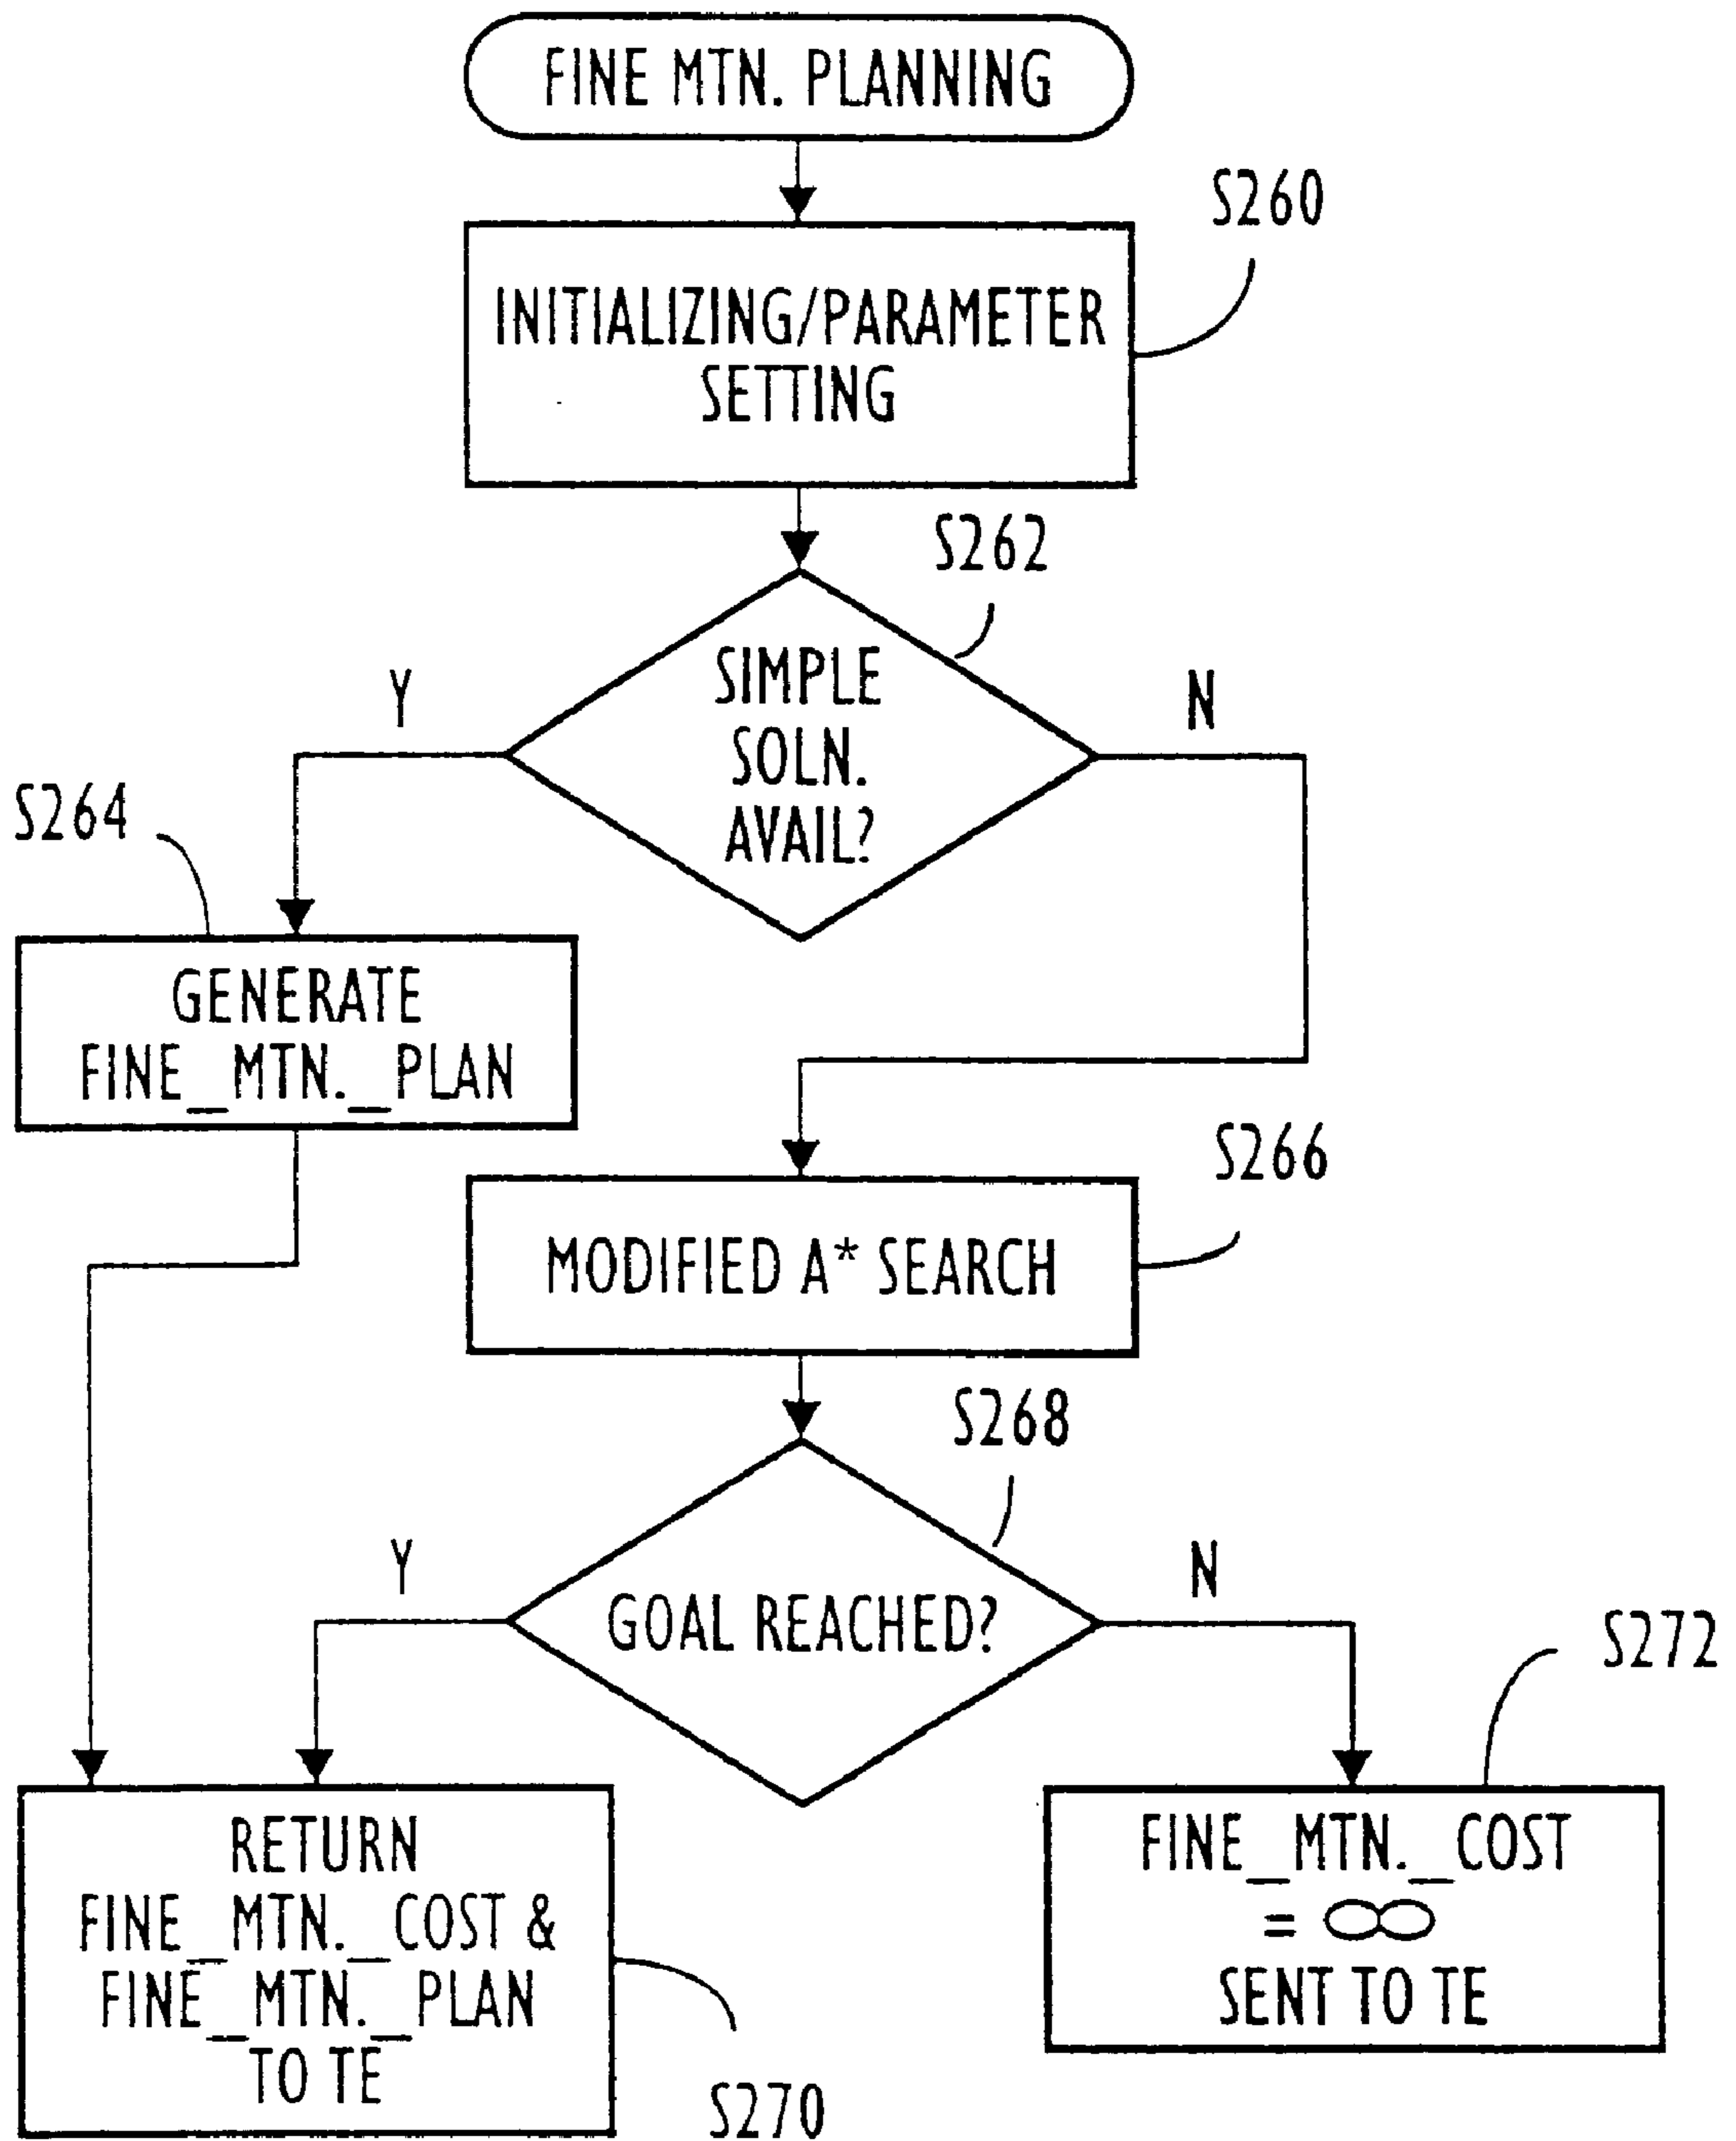 FINE MTN. PLANNING
S260
INITIALIZING/PARAMETER
SETTING
S262
SIMPLE
SOLN.
AVAIL?
Y
N
S264
GENERATE
FINE_MTN._PLAN
S266
MODIFIED A* SEARCH
S268
GOAL REACHED?
Y
N
S272
RETURN
FINE_MTN._COST &
FINE_MTN._PLAN
TO TE
S270
FINE_MTN._COST
= ∞
SENT TO TE